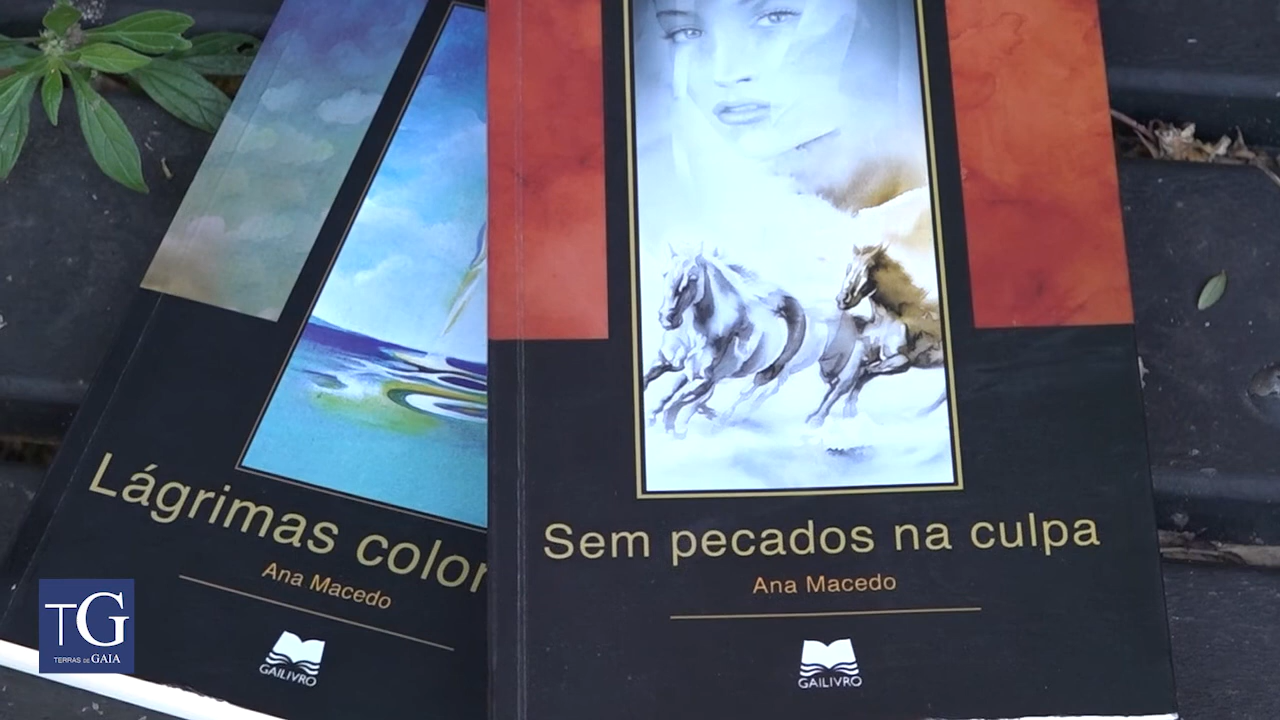 Lágrimas color
Ana Macedo
GAILIVRO
Sem pecados na culpa
Ana Macedo
GAILIVRO
TG
TERRAS DE GAIA